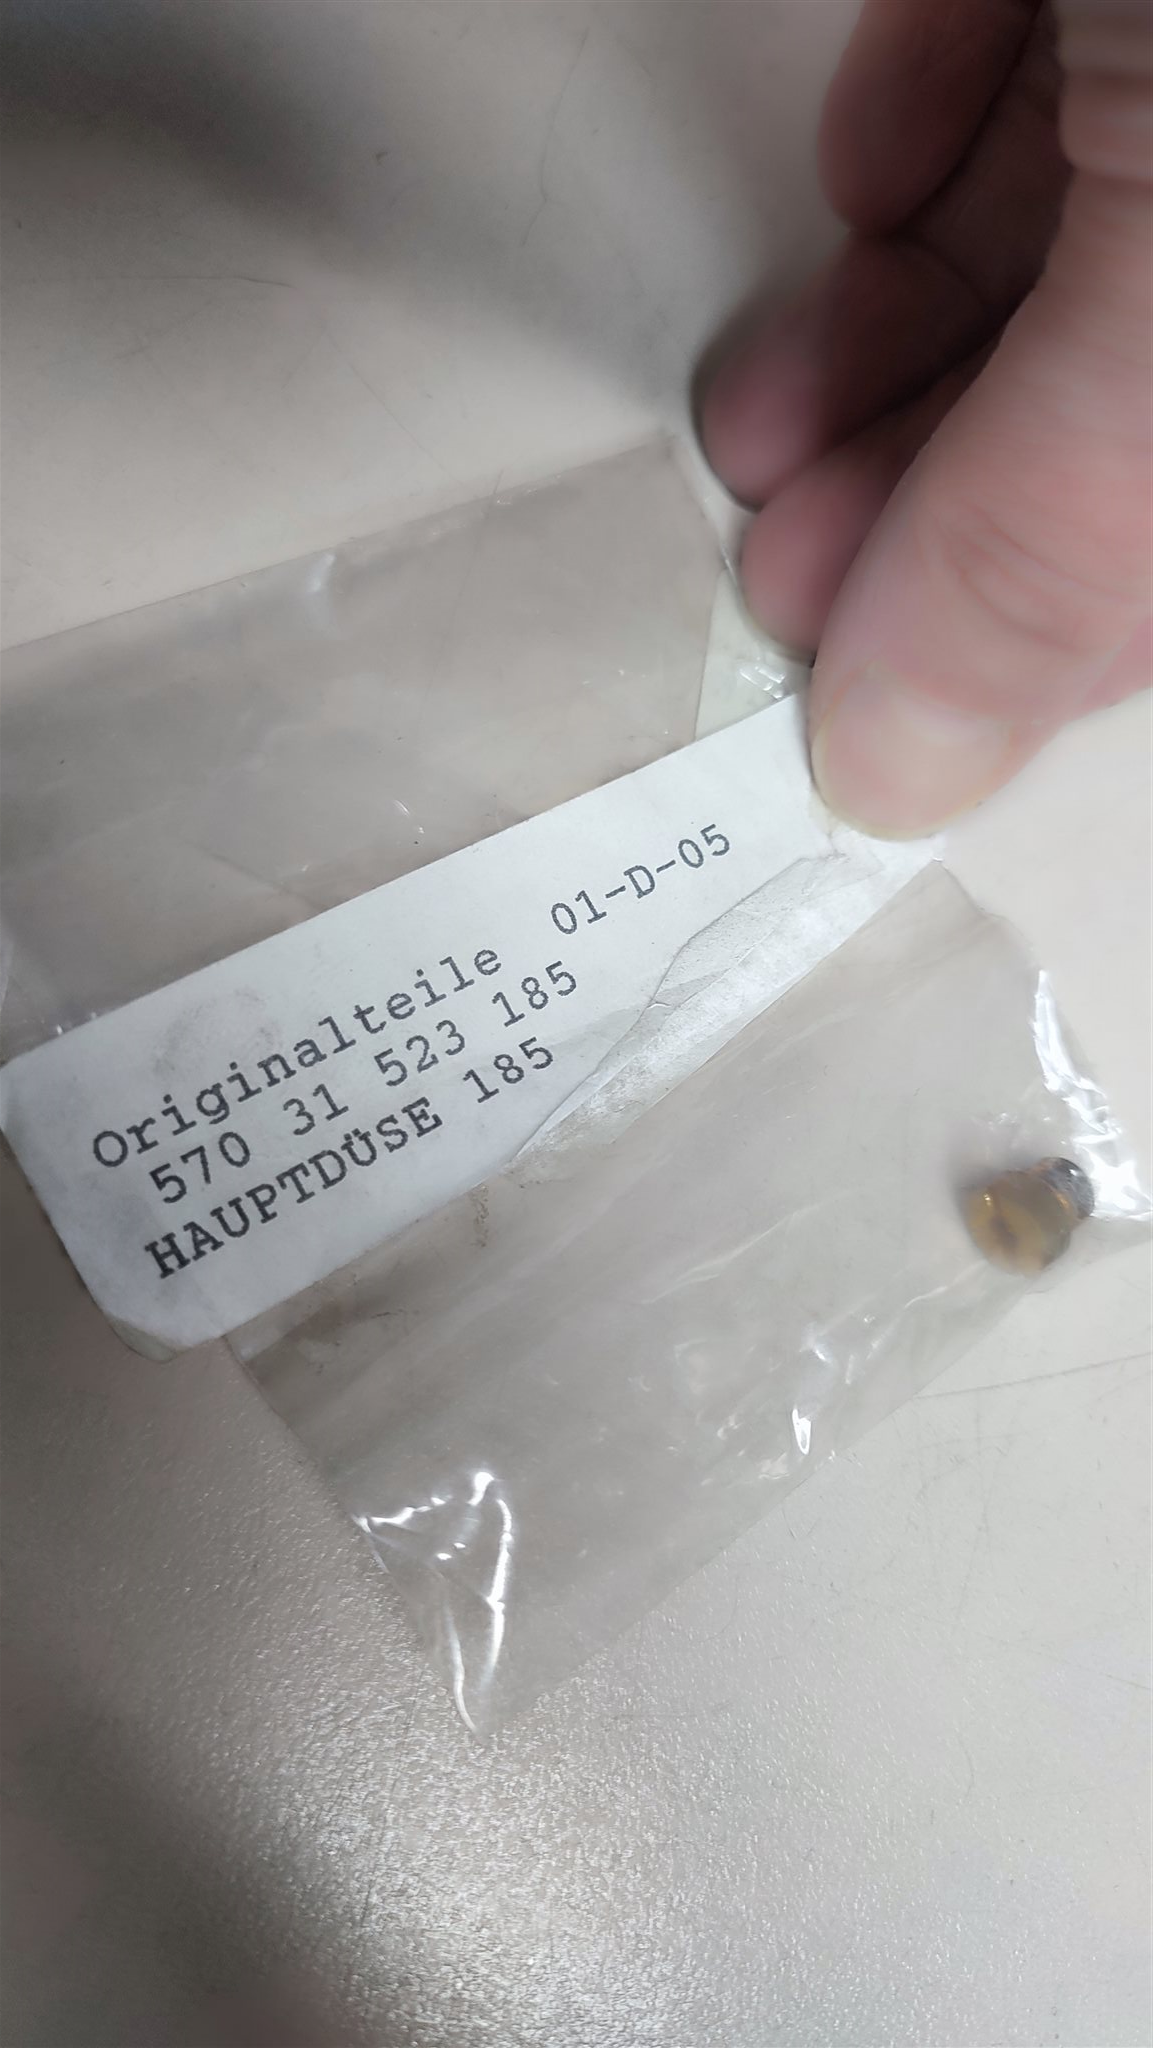 Originalteile 01-D-05
570 31 523 185
HAUPTDÜSE 185